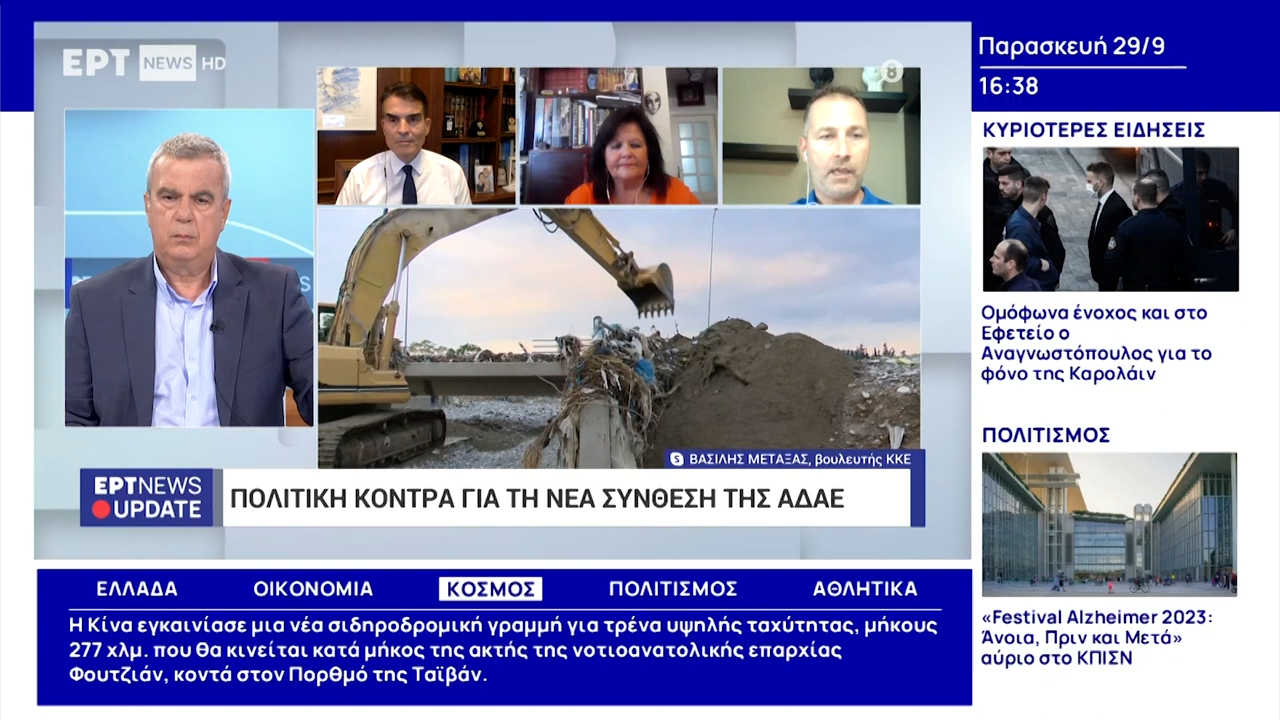 ΕΡΤ NEWS HD
8
ΒΑΣΙΛΗΣ ΜΕΤΑΞΑΣ, βουλευτής ΚΚΕ
ΕΡΤNEWS
UPDATE
ΠΟΛΙΤΙΚΗ ΚΟΝΤΡΑ ΓΙΑ ΤΗ ΝΕΑ ΣΥΝΘΕΣΗ ΤΗΣ ΑΔΑΕ
Παρασκευή 29/9
16:38
ΚΥΡΙΟΤΕΡΕΣ ΕΙΔΗΣΕΙΣ
Ομόφωνα ένοχος και στο
Εφετείο ο
Αναγνωστόπουλος για το
φόνο της Καρολάιν
ΠΟΛΙΤΙΣΜΟΣ
«Festival Alzheimer 2023:
Άνοια, Πριν και Μετά»
αύριο στο ΚΠΙΣΝ
ΕΛΛΑΔΑ ΟΙΚΟΝΟΜΙΑ ΚΟΣΜΟΣ ΠΟΛΙΤΙΣΜΟΣ ΑΘΛΗΤΙΚΑ
Η Κίνα εγκαινίασε μια νέα σιδηροδρομική γραμμή για τρένα υψηλής ταχύτητας, μήκους
277 χλμ. που θα κινείται κατά μήκος της ακτής της νοτιοανατολικής επαρχίας
Φουτζιάν, κοντά στον Πορθμό της Ταϊβάν.